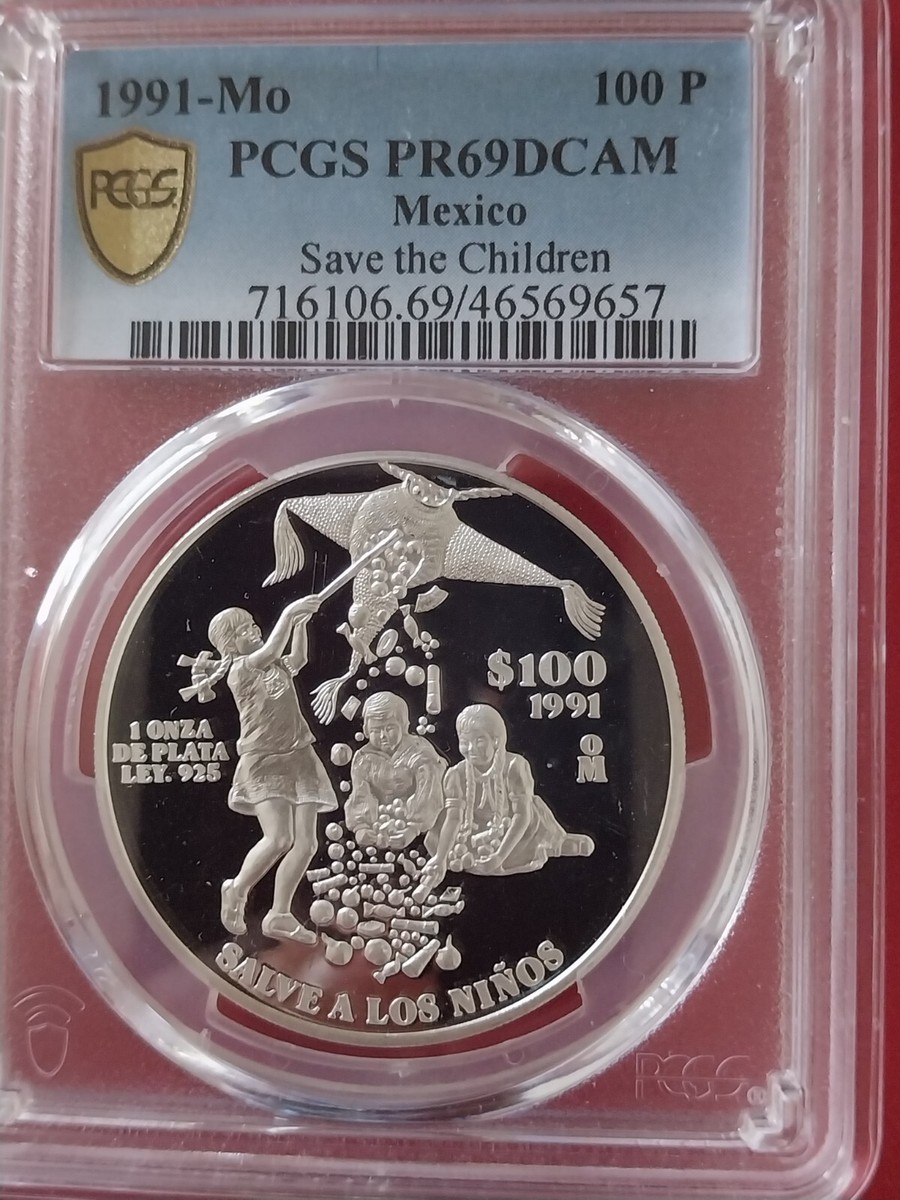 1991-Mo 100 P
PCGS PR69DCAM
PCGS
Mexico
Save the Children
716106.69/46569657
$100
1991
1 ONZA
DE PLATA
LEY. 925
o
M
SALVE A LOS NIÑOS
PCGS